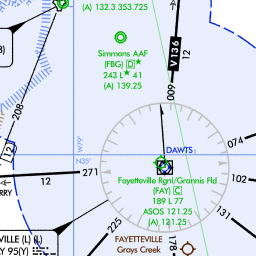 (A) 132.3 353.725
Simmons AAF
(FBG) D★
243 L★ 41
(A) 139.25
V136
12
009
208
L2
W79°
N35°
DAWTS
074
12
271
RRY
12
102
Fayetteville Rgnl/Grannis Fld
(FAY) C
189 L 77
ASOS 121.25
(A) 121.25
225
VILLE (L) (L)
95(Y)
FAYETTEVILLE
Grays Creek
178